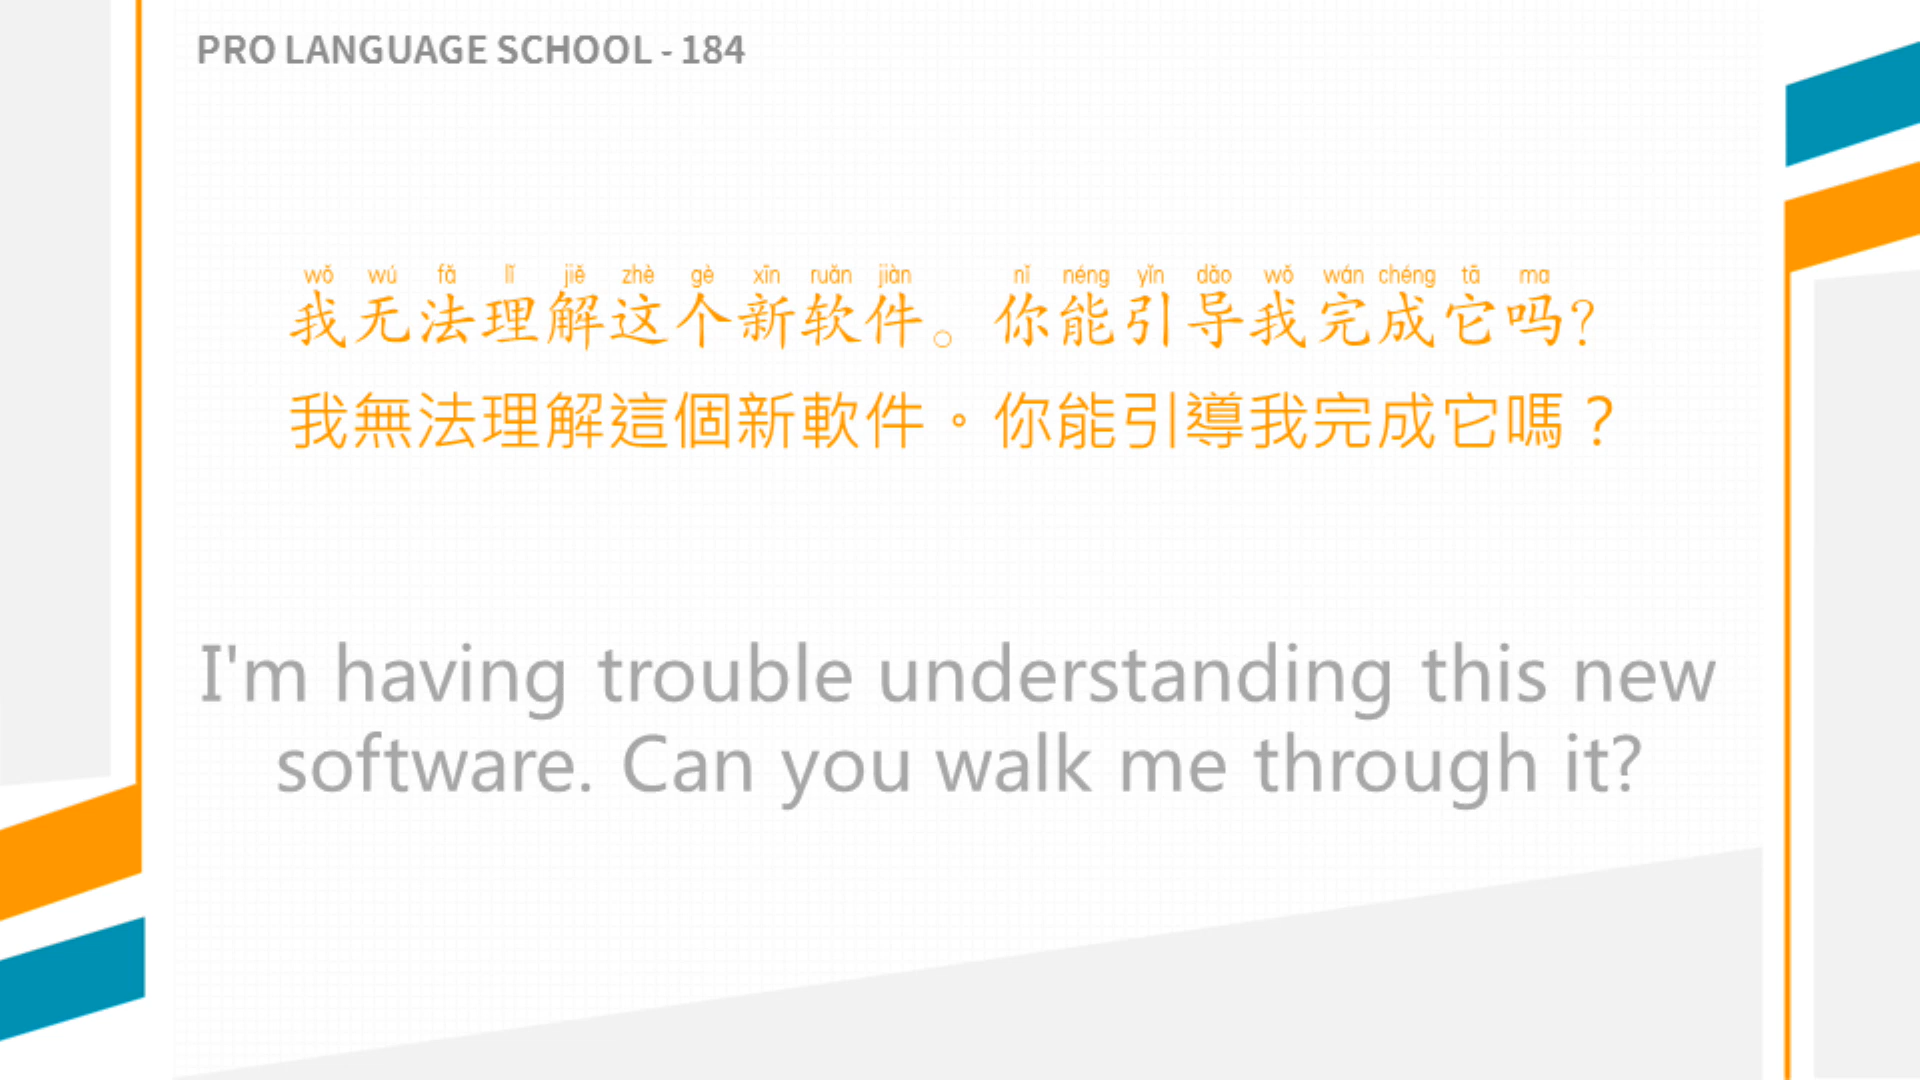 PRO LANGUAGE SCHOOL - 184
wǒ wú fǎ lǐ jiě zhè gè xīn ruǎn jiàn nǐ néng yǐn dǎo wǒ wán chéng tā ma
我无法理解这个新软件。你能引导我完成它吗？
我無法理解這個新軟件。你能引導我完成它嗎？
I'm having trouble understanding this new
software. Can you walk me through it?